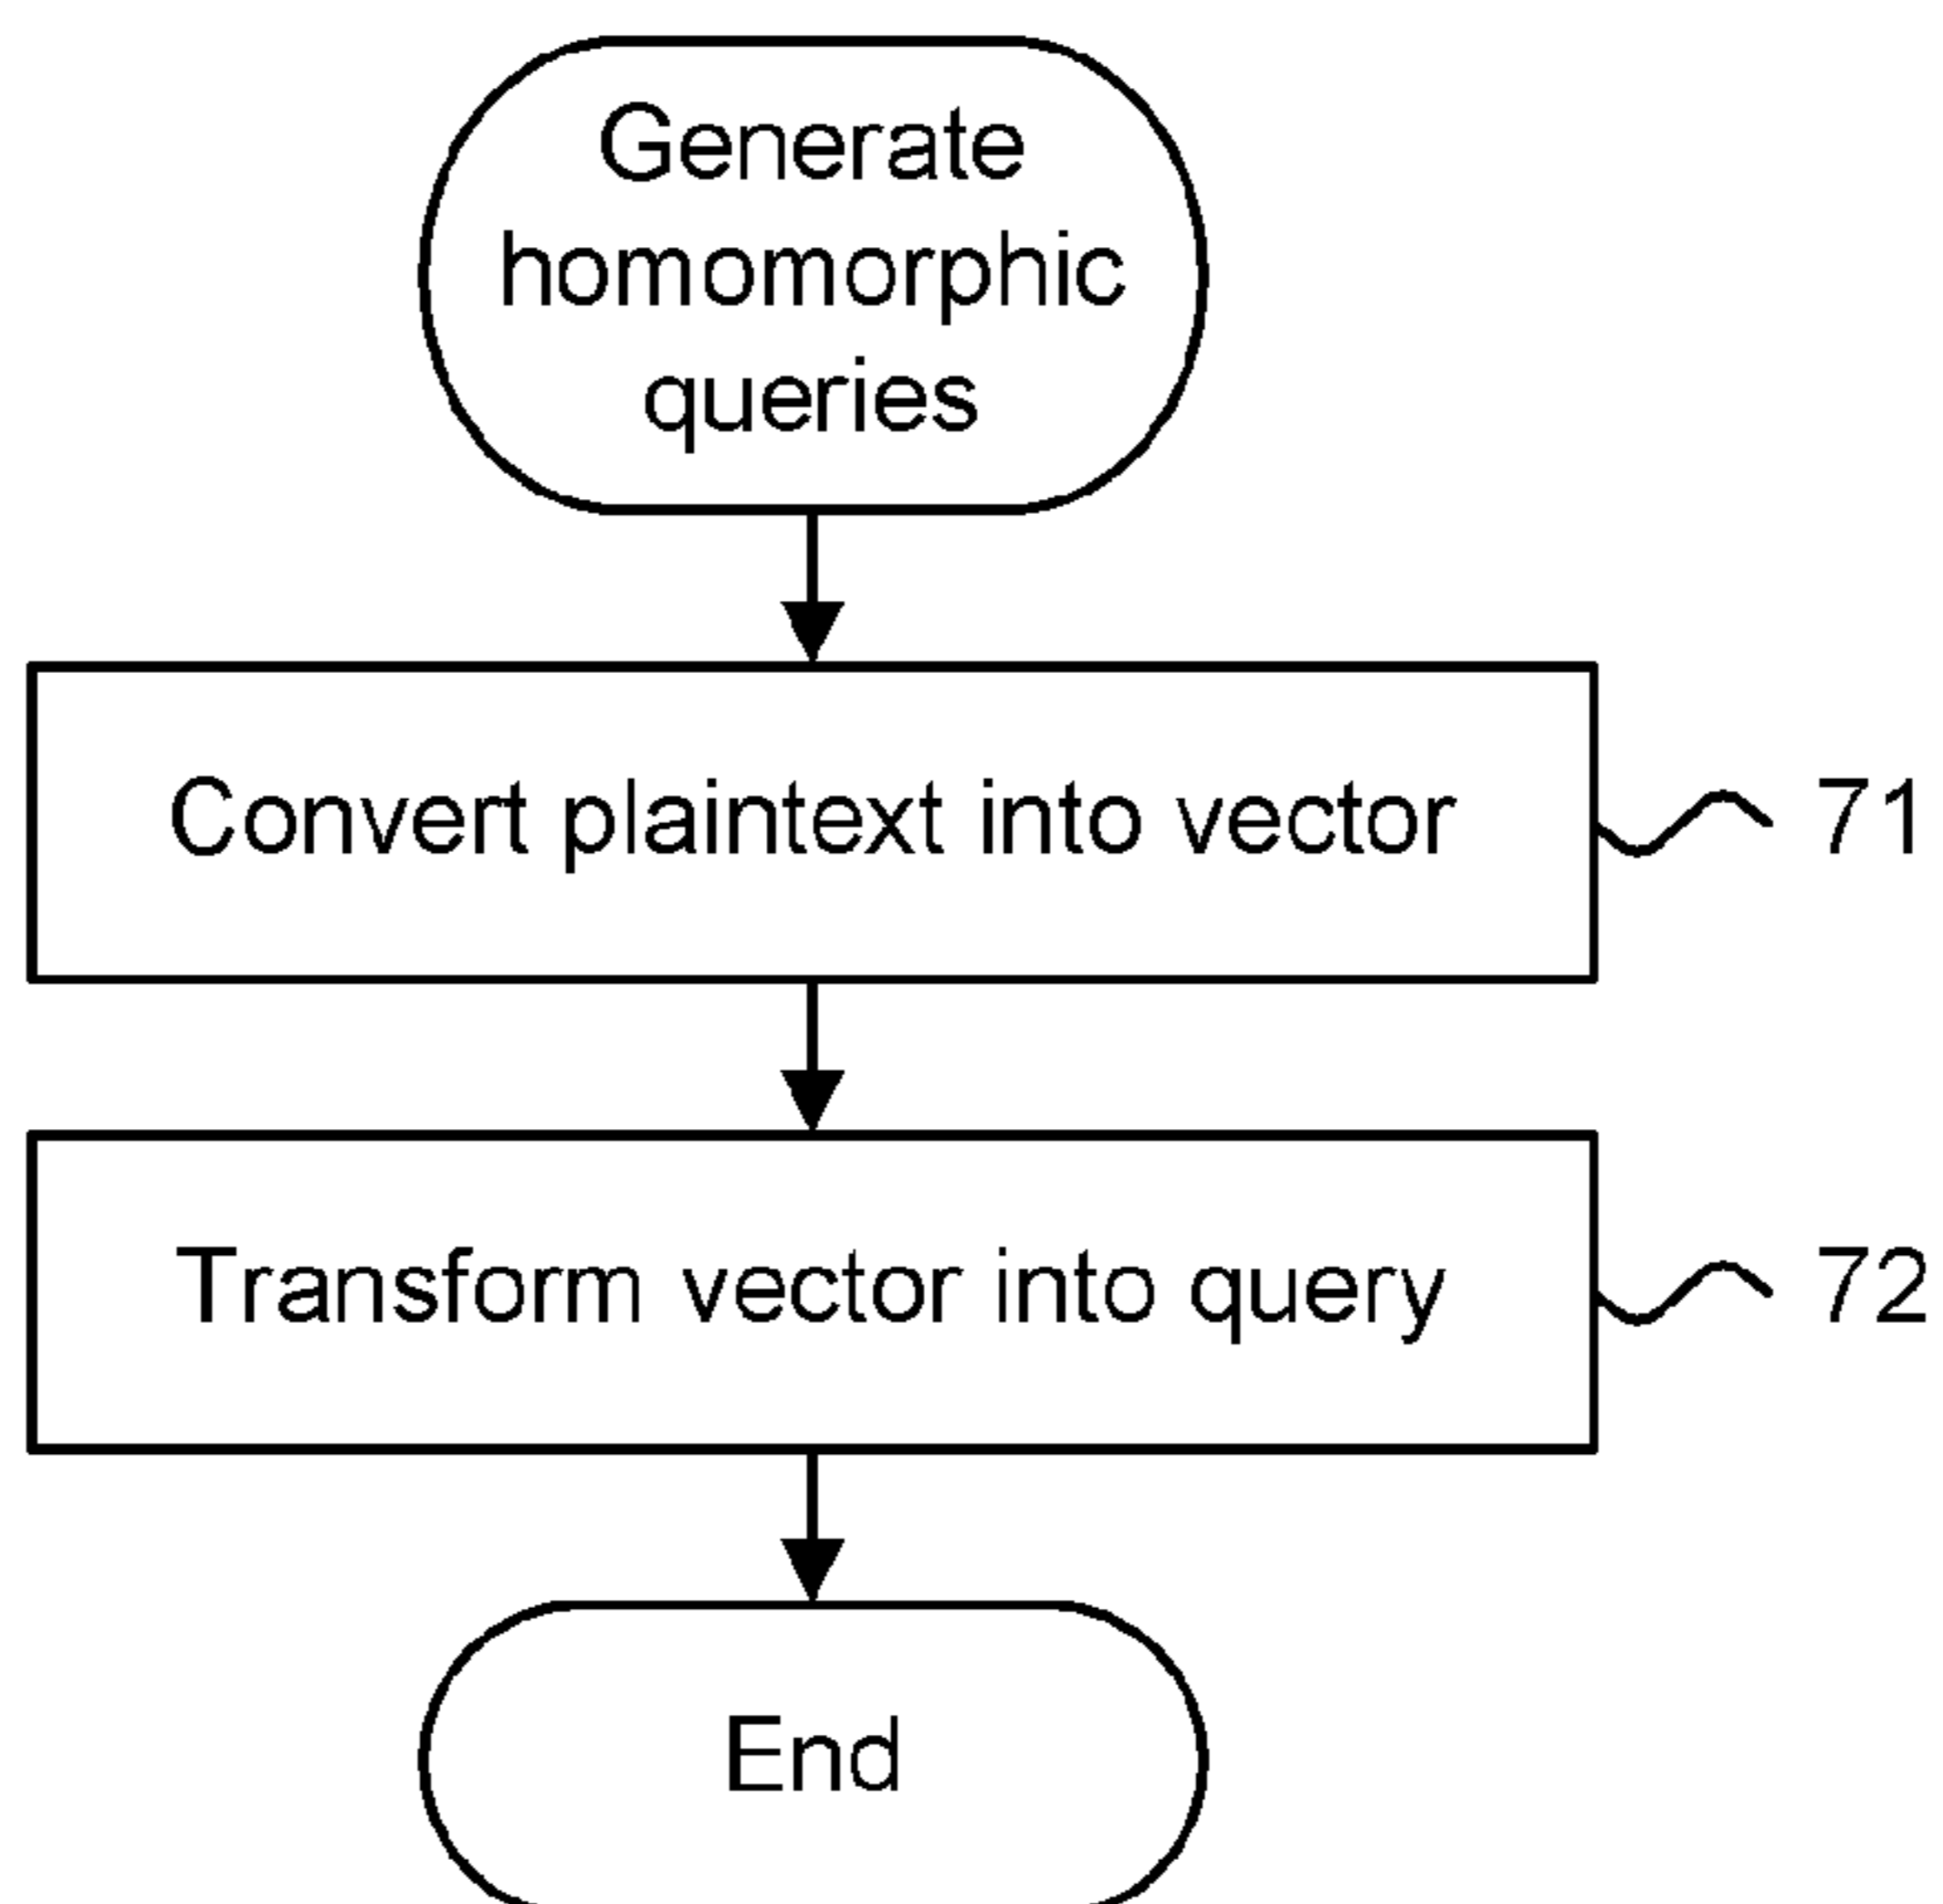 Generate
homomorphic
queries
Convert plaintext into vector
71
Transform vector into query
72
End